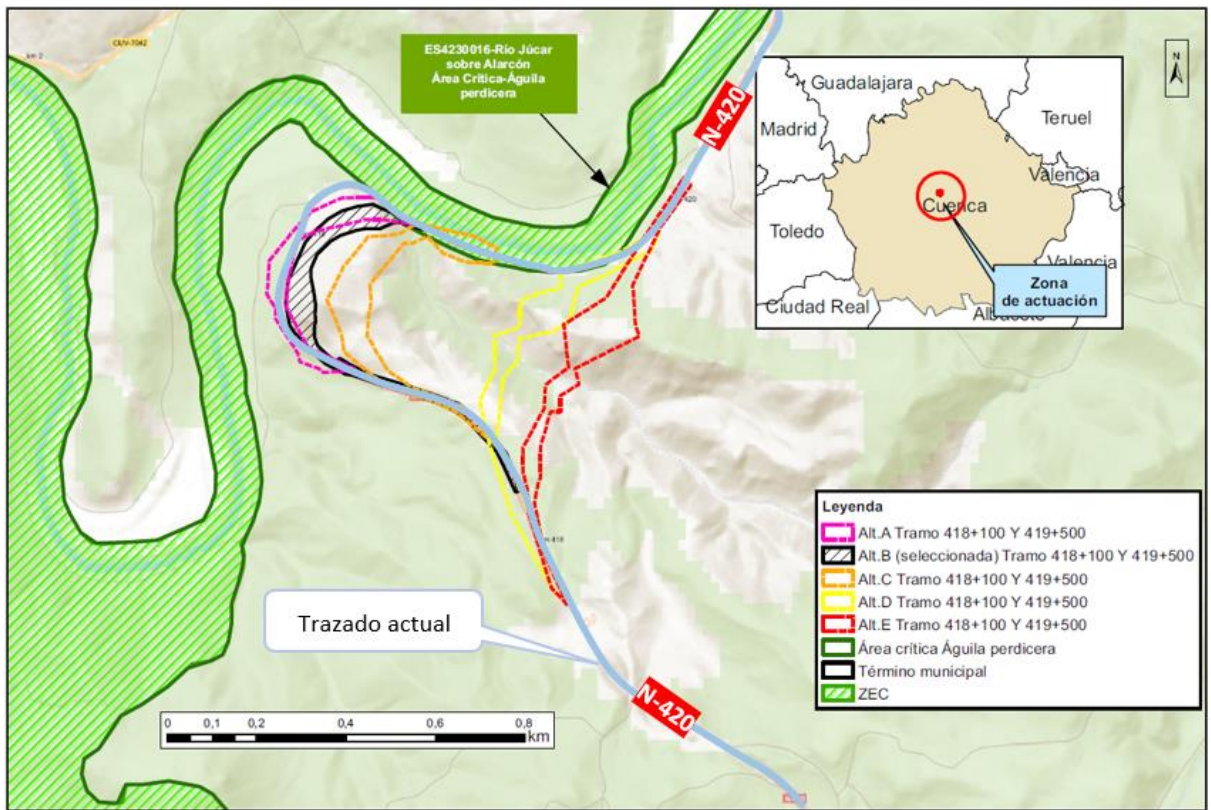 km 2
CUV-7042
ES4230016-Río Júcar
sobre Alarcón
Área Crítica-Águila
perdicera
N-420
N
Guadalajara
Madrid
Teruel
Valencia
Cuenca
Toledo
Valencia
Ciudad Real
Albacete
Zona
de actuación
420
Leyenda
Alt.A Tramo 418+100 Y 419+500
Alt.B (seleccionada) Tramo 418+100 Y 419+500
Alt.C Tramo 418+100 Y 419+500
Alt.D Tramo 418+100 Y 419+500
Alt.E Tramo 418+100 Y 419+500
Área crítica Águila perdicera
Término municipal
ZEC
Trazado actual
N-420
0 0,1 0,2 0,4 0,6 0,8
km